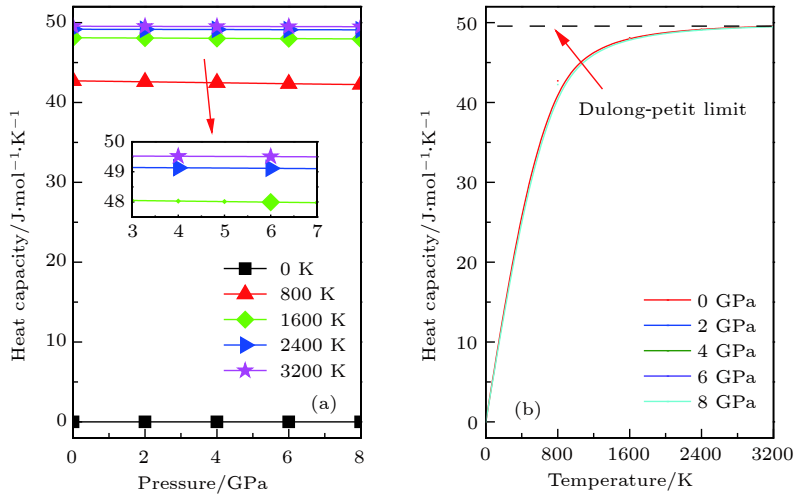 50
40
30
20
10
0
Heat capacity/J·mol⁻¹·K⁻¹
50
49
48
3 4 5 6 7
0 K
800 K
1600 K
2400 K
3200 K
(a)
0 2 4 6 8
Pressure/GPa
50
40
30
20
10
0
Heat capacity/J·mol⁻¹·K⁻¹
Dulong-petit limit
0 GPa
2 GPa
4 GPa
6 GPa
8 GPa
(b)
0 800 1600 2400 3200
Temperature/K